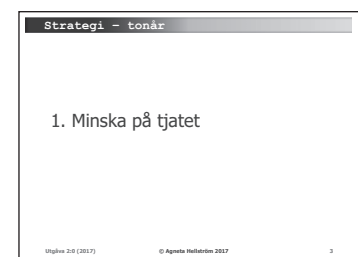 Strategi – tonår
1. Minska på tjatet
Utgåva 2:0 (2017) © Agneta Hellström 2017 3